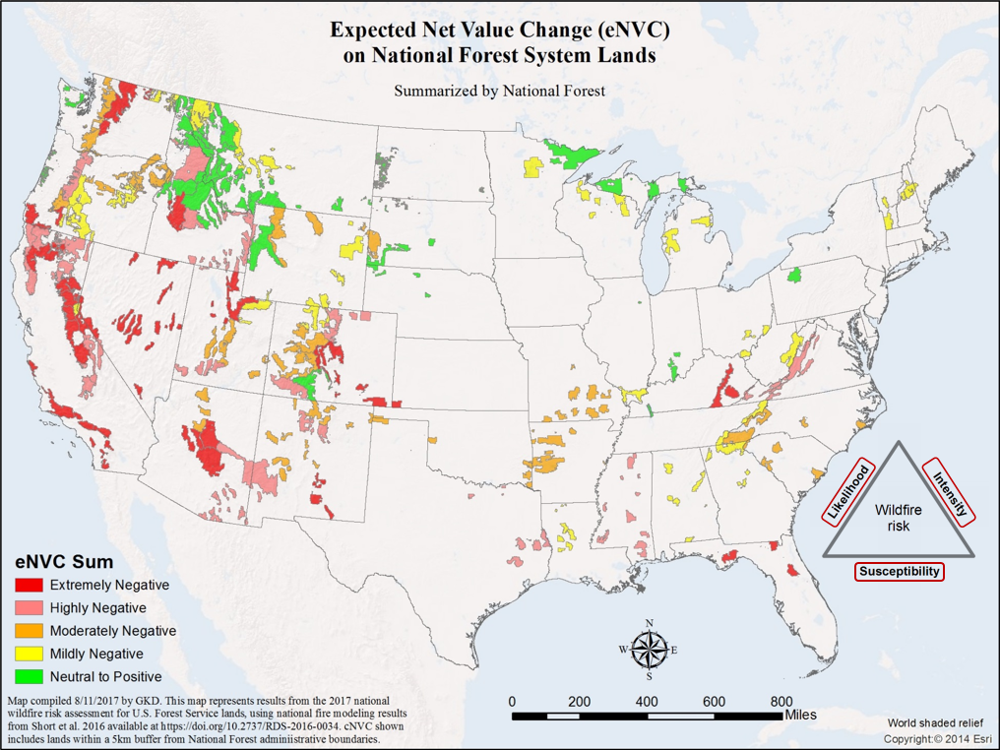 Expected Net Value Change (eNVC)
on National Forest System Lands
Summarized by National Forest
Likelihood
Intensity
Wildfire
risk
Susceptibility
eNVC Sum
Extremely Negative
Highly Negative
Moderately Negative
Mildly Negative
Neutral to Positive
N
W
E
S
0 200 400 600 800
Miles
Map compiled 8/11/2017 by GKD. This map represents results from the 2017 national
wildfire risk assessment for U.S. Forest Service lands, using national fire modeling results
from Short et al. 2016 available at https://doi.org/10.2737/RDS-2016-0034. eNVC shown
includes lands within a 5km buffer from National Forest administrative boundaries.
World shaded relief
Copyright:© 2014 Esri